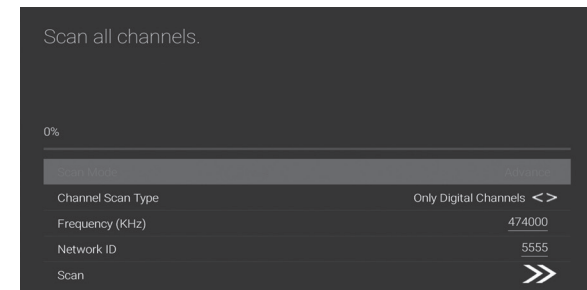 Scan all channels.
0%
Scan Mode Advance
Channel Scan Type Only Digital Channels < >
Frequency (KHz) 474000
Network ID 5555
Scan